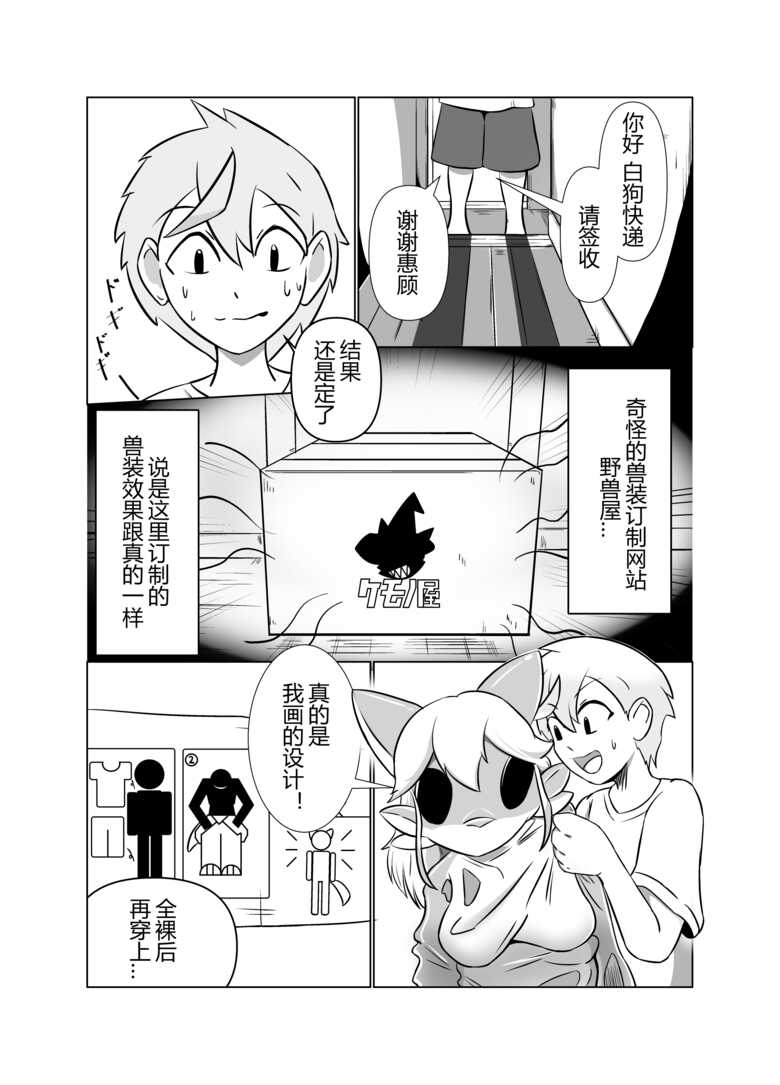 你好 白狗快递
请签收
谢谢惠顾
ドギ
ドギ
结果
还是定了
奇怪的兽装订制网站
野兽屋…
说是这里订制的
兽装效果跟真的一样
ケモノ屋
真的是
我画的设计！
②
全裸后
再穿上…